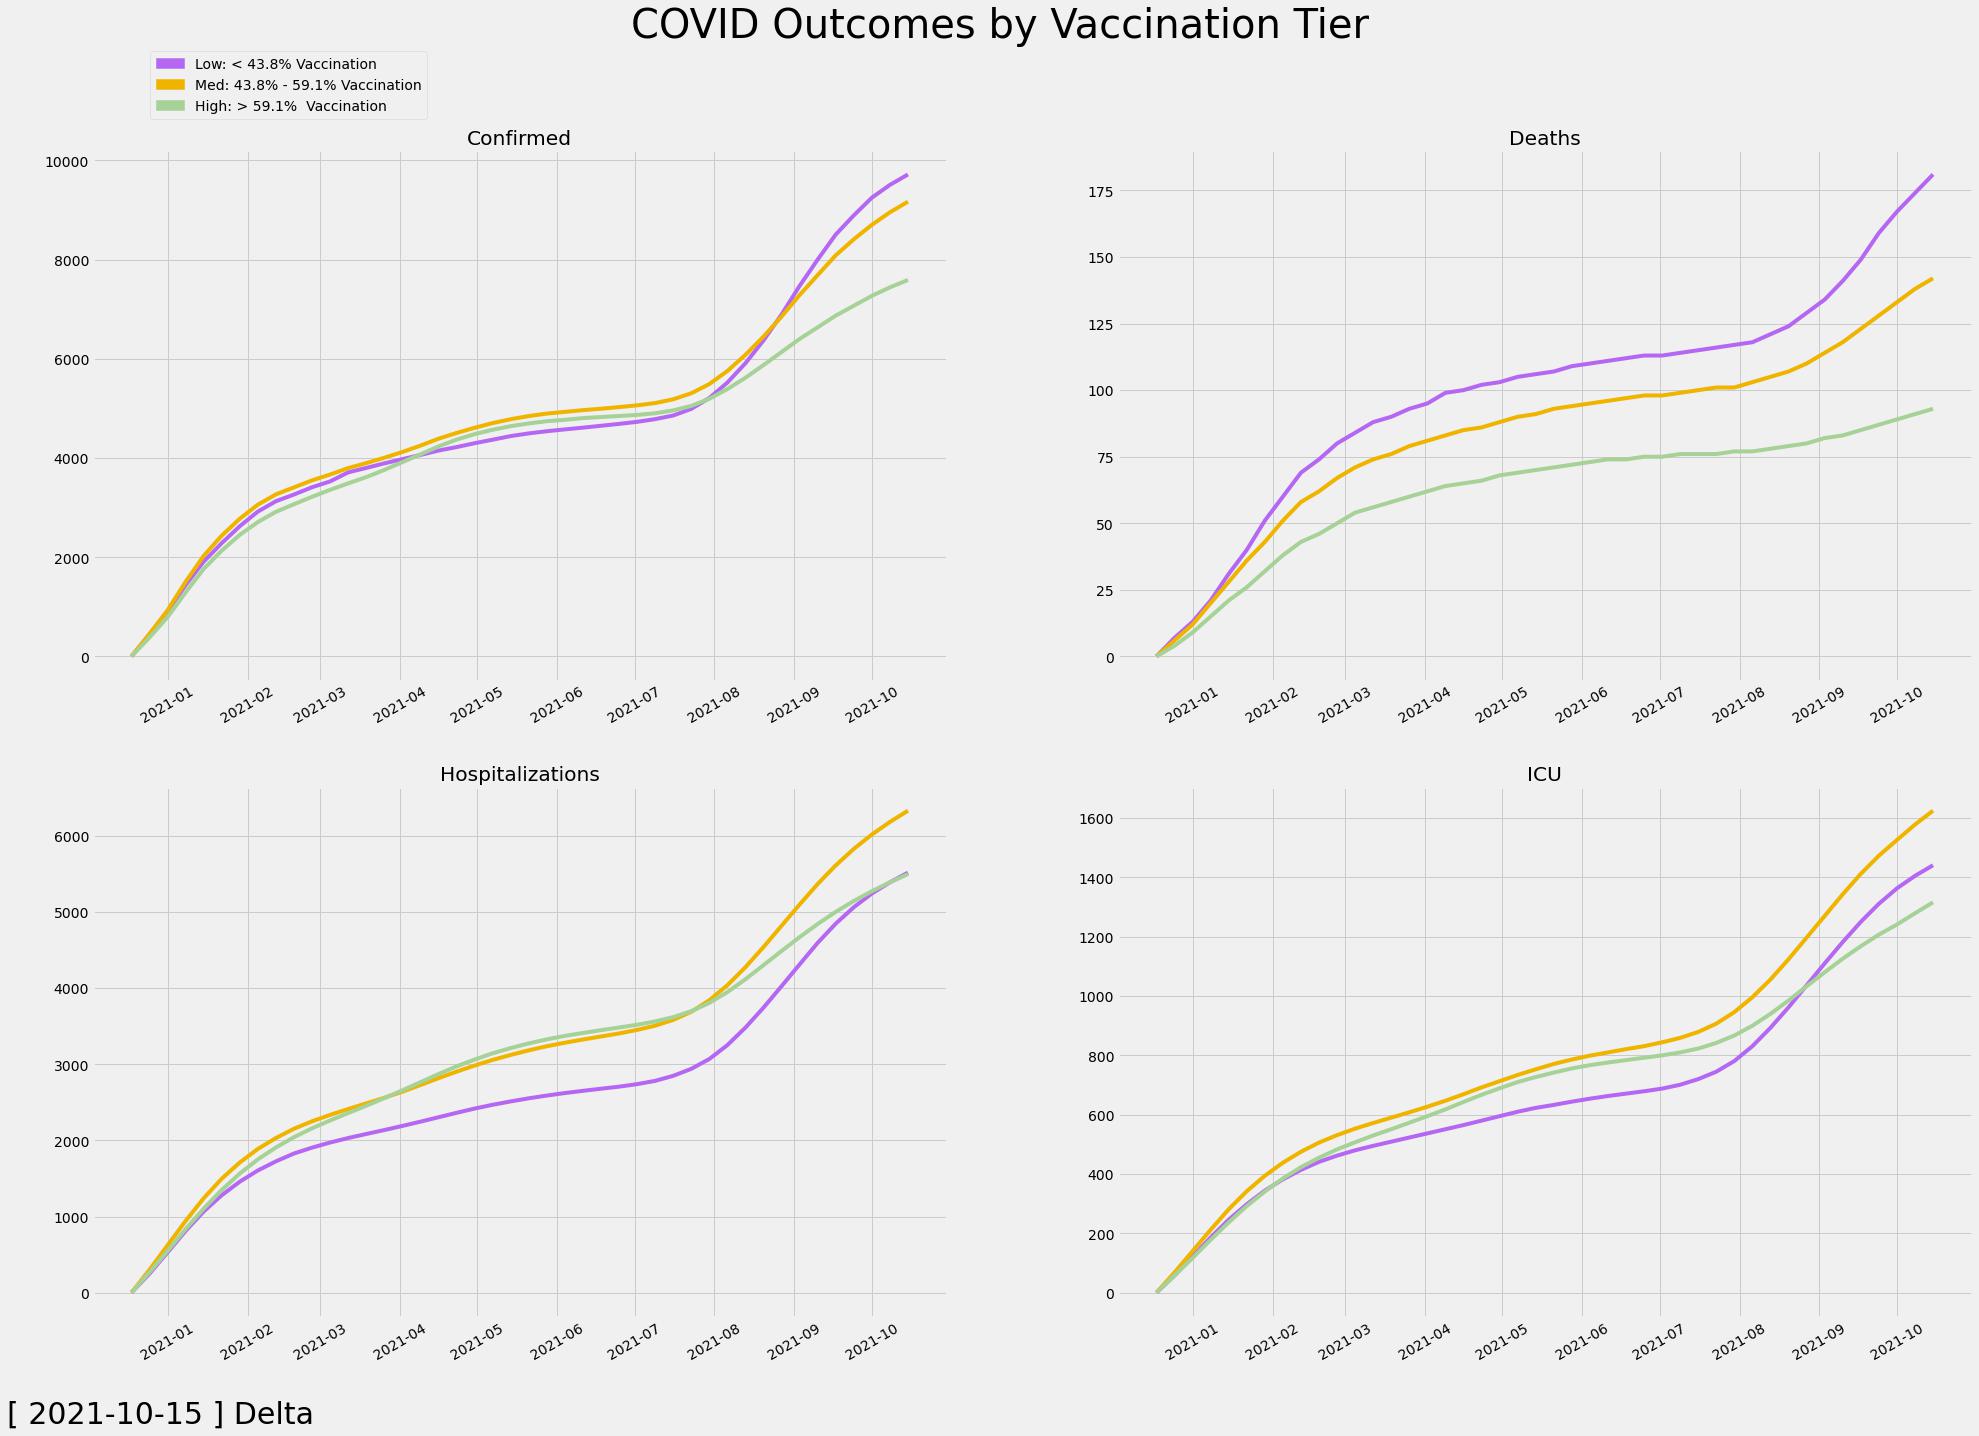 COVID Outcomes by Vaccination Tier
Low: < 43.8% Vaccination
Med: 43.8% - 59.1% Vaccination
High: > 59.1%  Vaccination
Confirmed
10000
8000
6000
4000
2000
0
2021-01 2021-02 2021-03 2021-04 2021-05 2021-06 2021-07 2021-08 2021-09 2021-10
Deaths
175
150
125
100
75
50
25
0
2021-01 2021-02 2021-03 2021-04 2021-05 2021-06 2021-07 2021-08 2021-09 2021-10
Hospitalizations
6000
5000
4000
3000
2000
1000
0
2021-01 2021-02 2021-03 2021-04 2021-05 2021-06 2021-07 2021-08 2021-09 2021-10
ICU
1600
1400
1200
1000
800
600
400
200
0
2021-01 2021-02 2021-03 2021-04 2021-05 2021-06 2021-07 2021-08 2021-09 2021-10
[ 2021-10-15 ] Delta